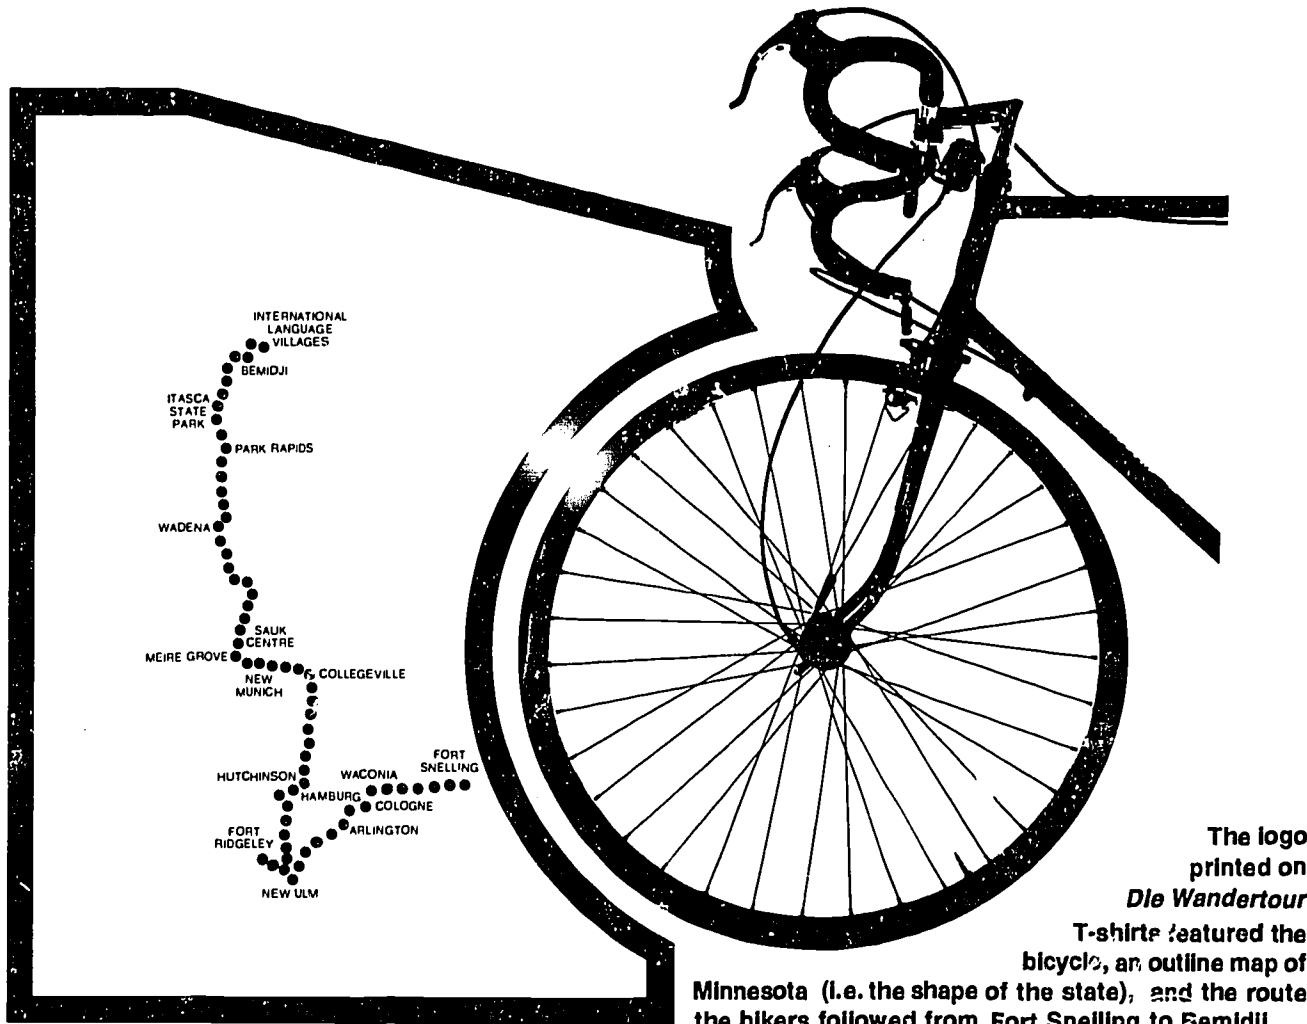 INTERNATIONAL
LANGUAGE
VILLAGES
BEMIDJI
ITASCA
STATE
PARK
PARK RAPIDS
WADENA
SAUK
CENTRE
MEIRE GROVE
NEW
MUNICH
COLLEGEVILLE
FORT
SNELLING
HUTCHINSON
WACONIA
HAMBURG
COLOGNE
ARLINGTON
FORT
RIDGELEY
NEW ULM
The logo
printed on
Die Wandertour
T-shirts featured the
bicycle, an outline map of
Minnesota (i.e. the shape of the state), and the route
the bikers followed from Fort Snelling to Bemidji